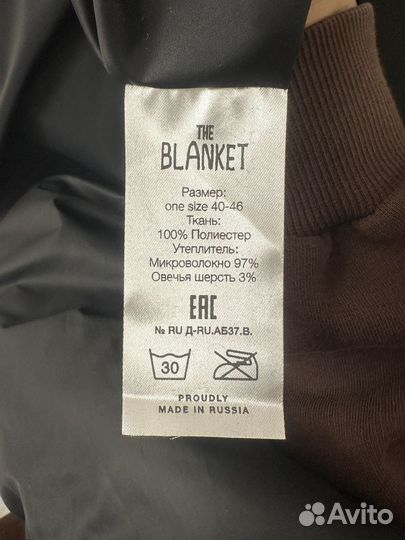 THE
BLANKET
Размер:
one size 40-46
Ткань:
100% Полиестер
Утеплитель:
Микроволокно 97%
Овечья шерсть 3%
EAC
№ RU Д-RU.АБ37.В.
30
PROUDLY
MADE IN RUSSIA
Avito